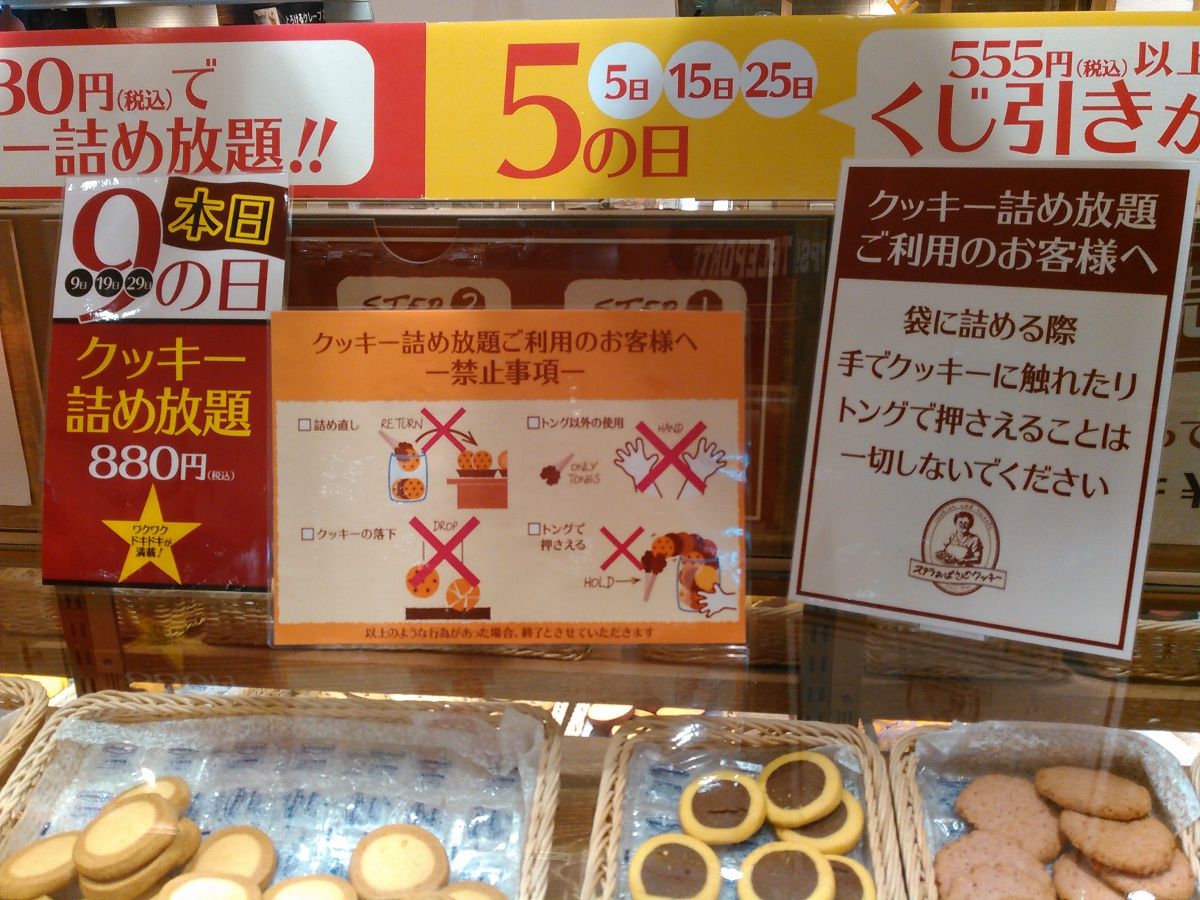 80円(税込)で
ー詰め放題!!
5の日
5日 15日 25日
555円(税込)以上
くじ引きが
本日
9の日
9日 19日 29日
クッキー
詰め放題
880円(税込)
ワクワク
ドキドキが
満載!
クッキー詰め放題ご利用のお客様へ
ー禁止事項ー
詰め直し
RETURN
トング以外の使用
HAND
ONLY
TONGS
クッキーの落下
DROP
トングで
押さえる
HOLD
以上のような行為があった場合、終了とさせていただきます
クッキー詰め放題
ご利用のお客様へ
袋に詰める際
手でクッキーに触れたり
トングで押さえることは
一切しないでください
ステラおばさんのクッキー
STEP 2
STEP 1